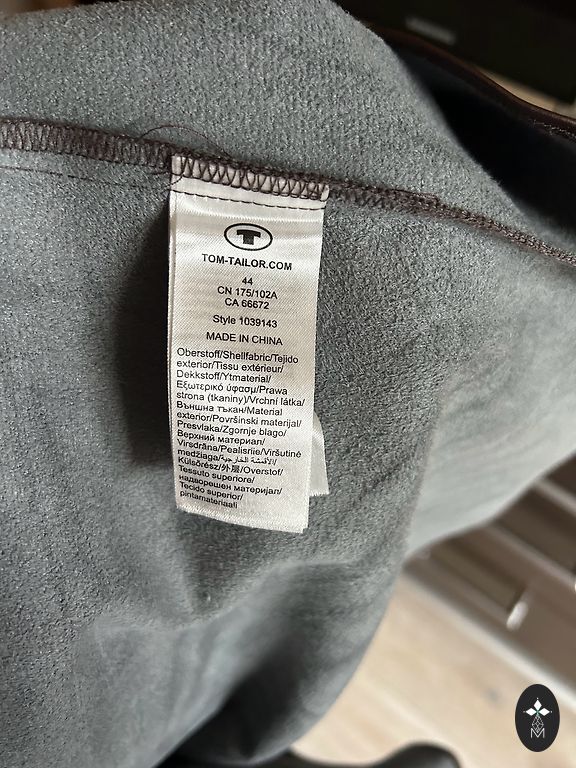 T
TOM-TAILOR.COM
44
CN 175/102A
CA 66672
Style 1039143
MADE IN CHINA
Oberstoff/Shellfabric/Tejido
exterior/Tissu extérieur/
Dekkstoff/Ytmaterial/
Εξωτερικό ύφασμ/Prawa
strona (tkaniny)/Vrchní látka/
Външна тъкан/Material
exterior/Površinski materijal/
Presvlaka/Zgornje blago/
Верхний материал/
Virsdrāna/Pealisriie/Viršutinė
medžiaga/الأقمشة الخارجية/
Külsőrész/外層/Overstof/
Tessuto superiore/
надворешен материјал/
Tecido superior/
pintamateriaali
M